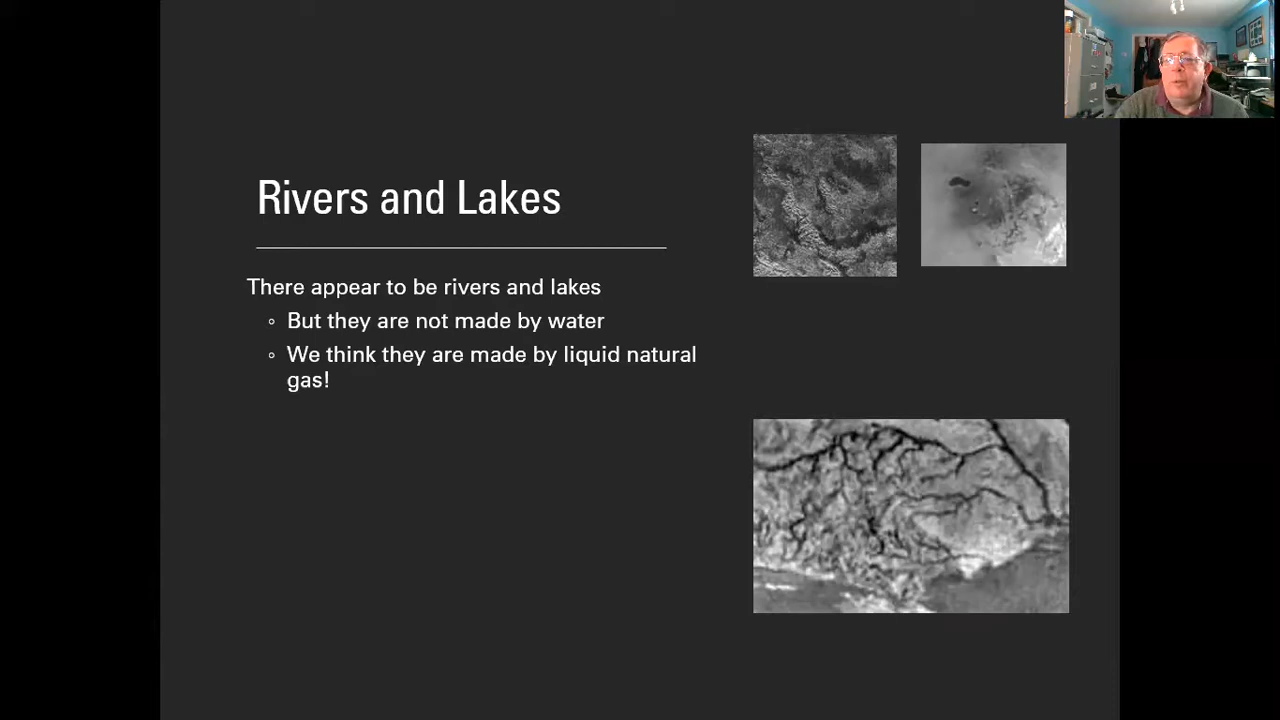 Rivers and Lakes
There appear to be rivers and lakes
◦ But they are not made by water
◦ We think they are made by liquid natural
gas!